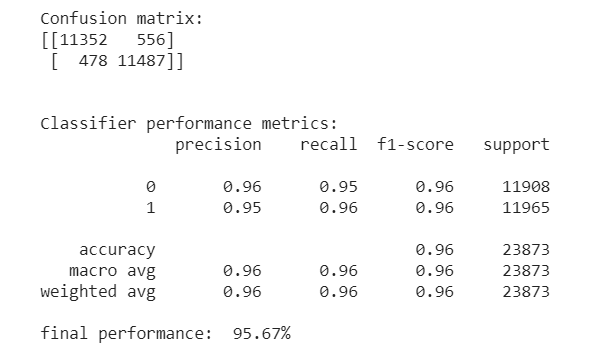 Confusion matrix:
[[11352   556]
 [  478 11487]]
Classifier performance metrics:
              precision    recall  f1-score   support
           0       0.96      0.95      0.96     11908
           1       0.95      0.96      0.96     11965
    accuracy                           0.96     23873
   macro avg       0.96      0.96      0.96     23873
weighted avg       0.96      0.96      0.96     23873
final performance:  95.67%